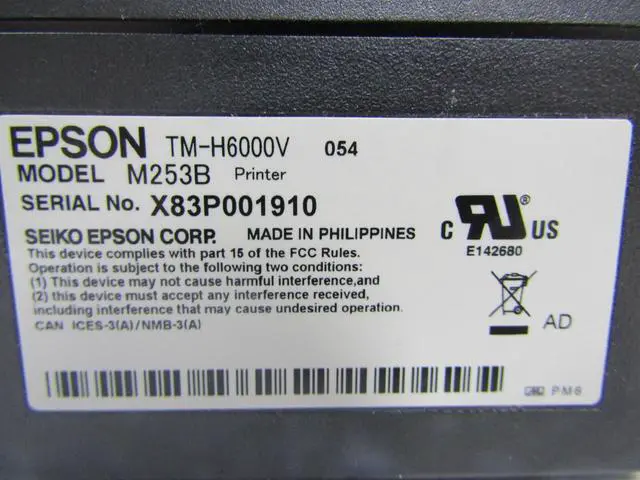 EPSON TM-H6000V 054
MODEL M253B Printer
SERIAL No. X83P001910
SEIKO EPSON CORP. MADE IN PHILIPPINES
C RU® US
E142680
This device complies with part 15 of the FCC Rules.
Operation is subject to the following two conditions:
(1) This device may not cause harmful interference,and
(2) this device must accept any interference received,
including interference that may cause undesired operation.
CAN ICES-3(A)/NMB-3(A)
AD
PM6